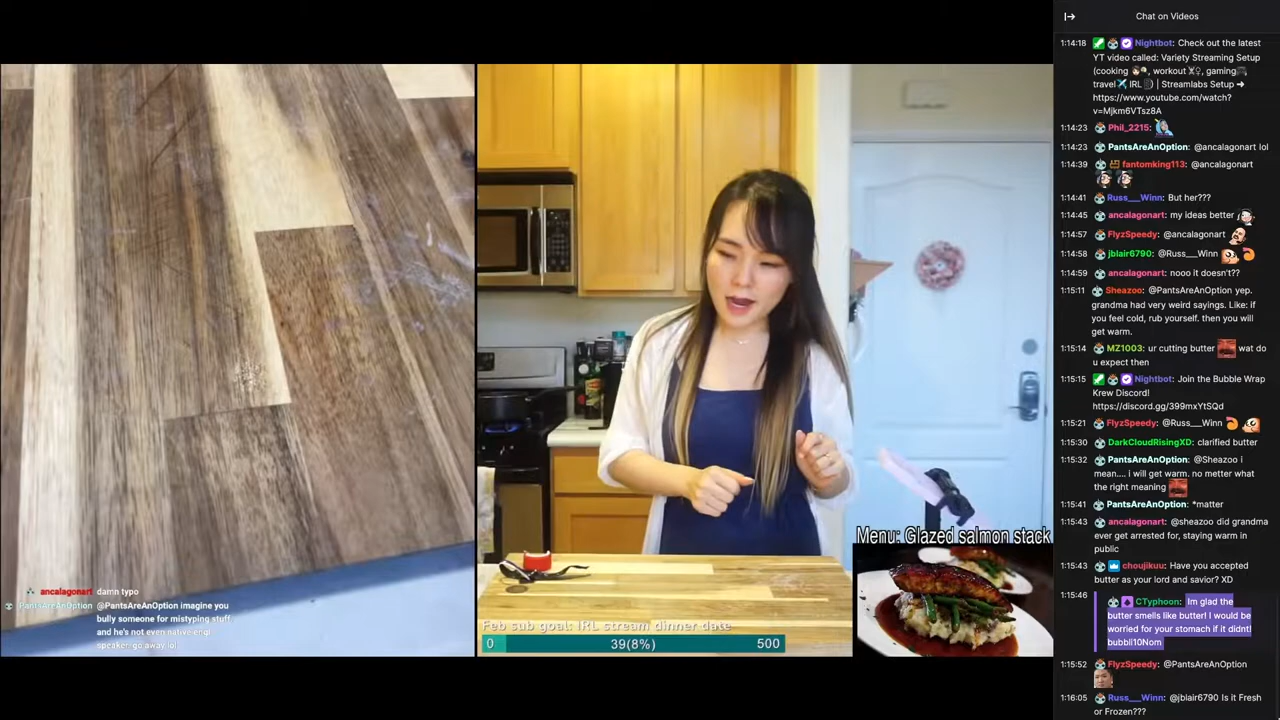 Chat on Videos
1:14:18 Nightbot: Check out the latest
YT video called: Variety Streaming Setup
(cooking , workout , gaming
travel IRL ) | Streamlabs Setup ➜
https://www.youtube.com/watch?
v=Mjkm6VTsz8A
1:14:23 Phil_2215:
1:14:23 PantsAreAnOption: @ancalagonart lol
1:14:39 fantomking113: @ancalagonart
1:14:41 Russ___Winn: But her???
1:14:45 ancalagonart: my ideas better
1:14:57 FlyzSpeedy: @ancalagonart
1:14:58 jblair6790: @Russ___Winn
1:14:59 ancalagonart: nooo it doesn't??
1:15:11 Sheazoo: @PantsAreAnOption yep.
grandma had very weird sayings. Like: if
you feel cold, rub yourself. then you will
get warm.
1:15:14 MZ1003: ur cutting butter wat do
u expect then
1:15:15 Nightbot: Join the Bubble Wrap
Krew Discord!
https://discord.gg/399mxYtSQd
1:15:21 FlyzSpeedy: @Russ___Winn
1:15:30 DarkCloudRisingXD: clarified butter
1:15:32 PantsAreAnOption: @Sheazoo i
mean.... i will get warm. no metter what
the right meaning
1:15:41 PantsAreAnOption: *matter
1:15:43 ancalagonart: @sheazoo did grandma
ever get arrested for, staying warm in
public
1:15:43 choujikuu: Have you accepted
butter as your lord and savior? XD
1:15:46 CTyphoon: Im glad the
butter smells like butter! I would be
worried for your stomach if it didnt!
bubbli10Nom
1:15:52 FlyzSpeedy: @PantsAreAnOption
1:16:05 Russ___Winn: @jblair6790 Is it Fresh
or Frozen???
Menu: Glazed salmon stack
ancalagonart damn typo
PantsAreAnOption @PantsAreAnOption imagine you
bully someone for mistyping stuff
and he's not even native engl
speaker. go away lol
Feb sub goal: IRL stream dinner date
0 39(8%) 500